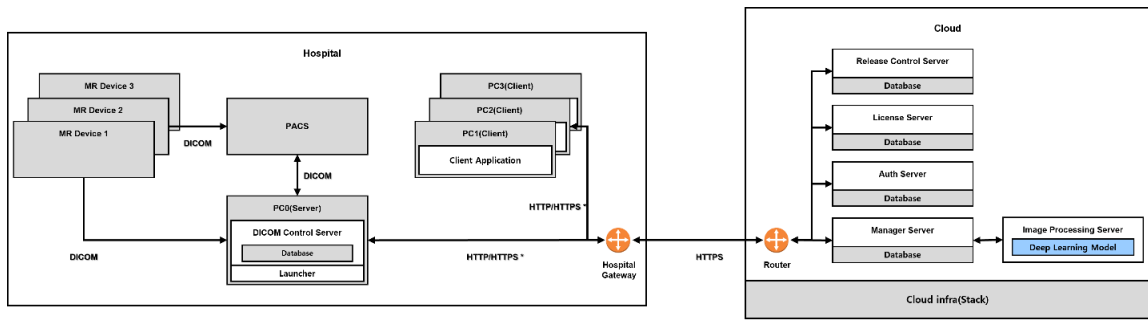 Hospital
MR Device 3
MR Device 2
MR Device 1
DICOM
PACS
DICOM
DICOM
PC0(Server)
DICOM Control Server
Database
Launcher
PC3(Client)
PC2(Client)
PC1(Client)
Client Application
HTTP/HTTPS *
HTTP/HTTPS *
Hospital
Gateway
HTTPS
Cloud
Release Control Server
Database
License Server
Database
Auth Server
Database
Router
Manager Server
Database
Image Processing Server
Deep Learning Model
Cloud infra(Stack)